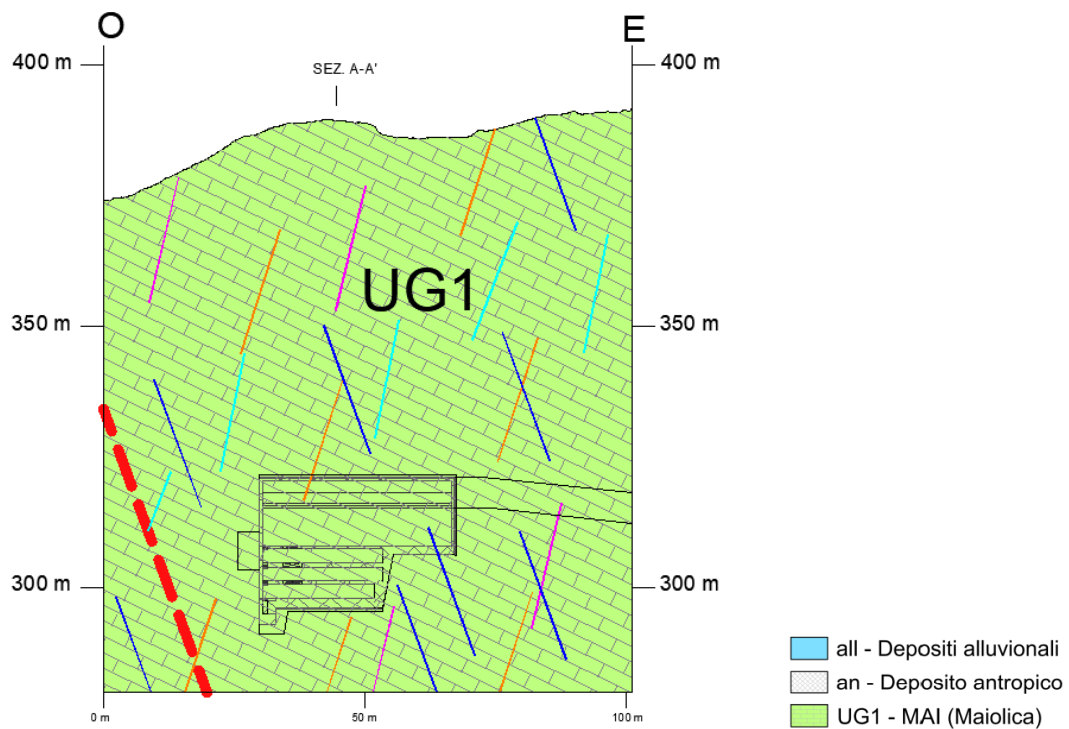 O
E
400 m
400 m
SEZ. A-A'
UG1
350 m
350 m
300 m
300 m
0 m
50 m
100 m
all - Depositi alluvionali
an - Deposito antropico
UG1 - MAI (Maiolica)